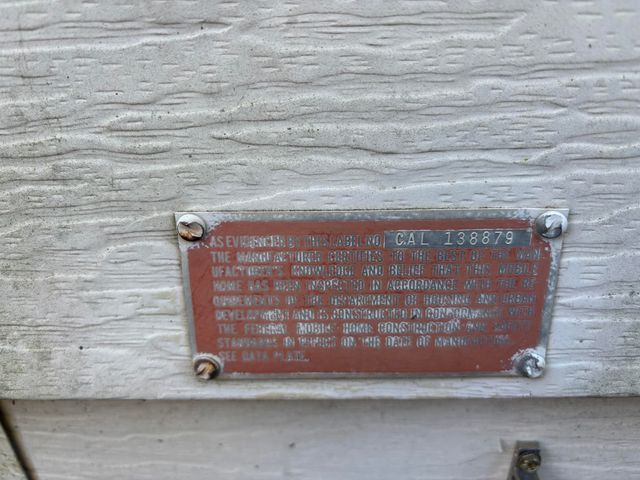 AS EVIDENCED BY THIS LABEL NO. CAL 138879
THE MANUFACTURER CERTIFIES TO THE BEST OF THE MAN-
UFACTURER'S KNOWLEDGE AND BELIEF THAT THIS MOBILE
HOME HAS BEEN INSPECTED IN ACCORDANCE WITH THE RE-
QUIREMENTS OF THE DEPARTMENT OF HOUSING AND URBAN
DEVELOPMENT AND IS CONSTRUCTED IN CONFORMANCE WITH
THE FEDERAL MOBILE HOME CONSTRUCTION AND SAFETY
STANDARDS IN EFFECT ON THE DATE OF MANUFACTURE.
SEE DATA PLATE.